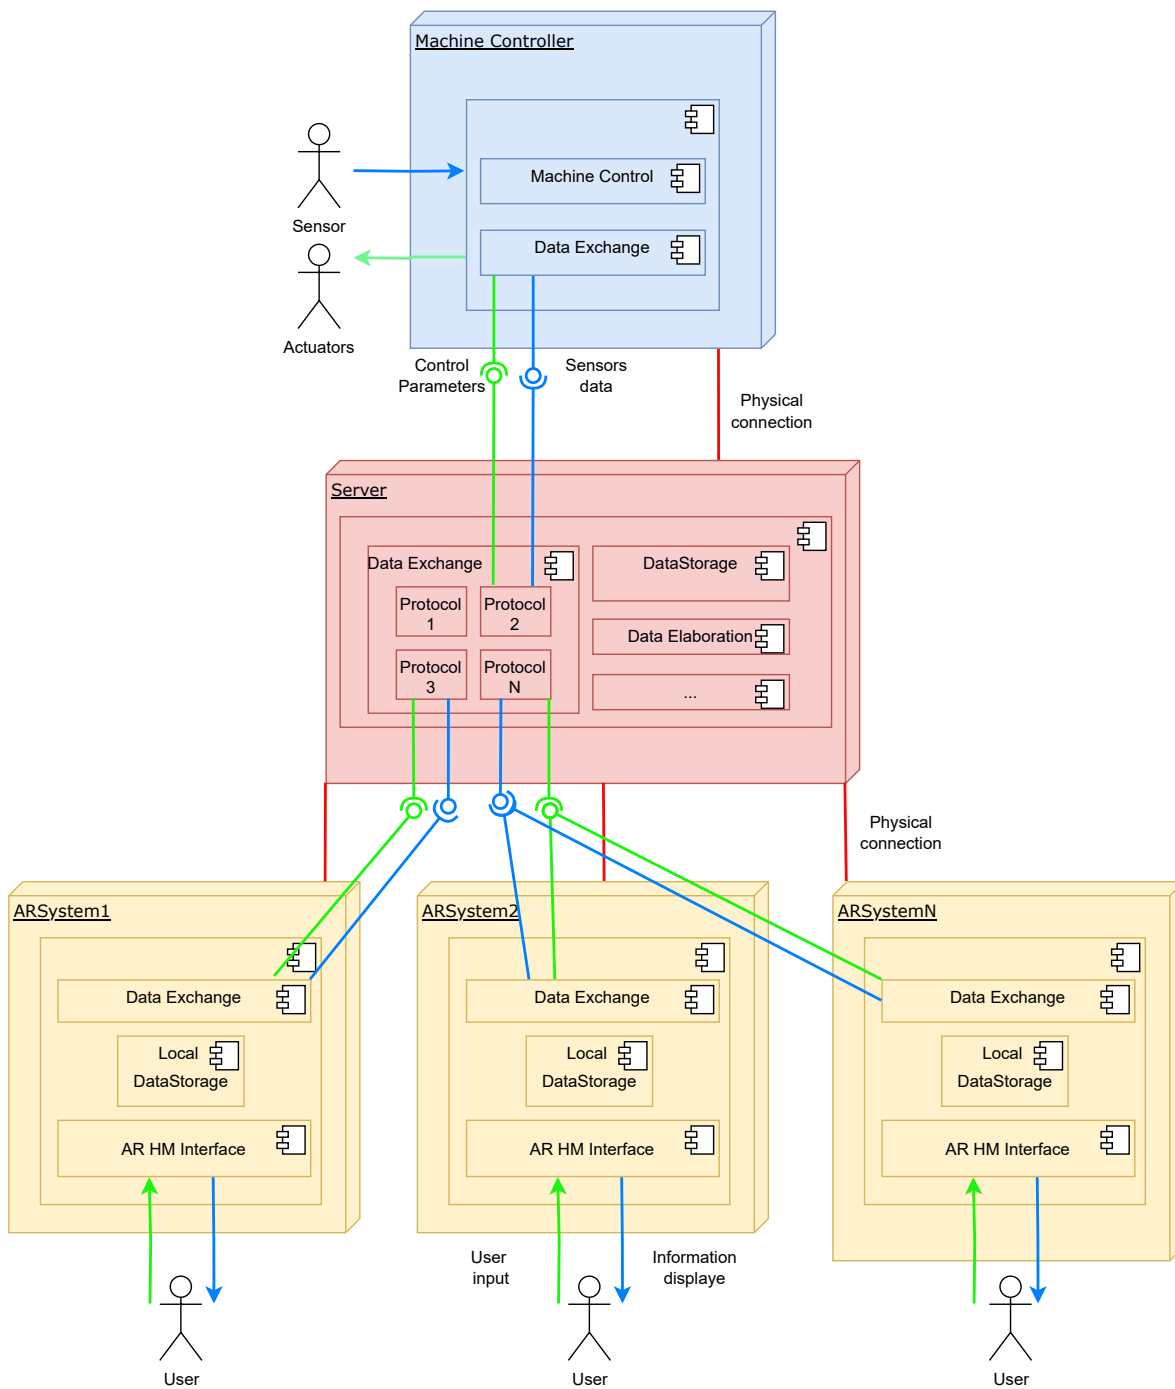 Machine Controller
Machine Control
Sensor
Data Exchange
Actuators
Control
Parameters
Sensors
data
Physical
connection
Server
Data Exchange
DataStorage
Protocol
1
Protocol
2
Data Elaboration
Protocol
3
Protocol
N
...
Physical
connection
ARSystem1
ARSystem2
ARSystemN
Data Exchange
Data Exchange
Data Exchange
Local
DataStorage
Local
DataStorage
Local
DataStorage
AR HM Interface
AR HM Interface
AR HM Interface
User
input
Information
displaye
User
User
User